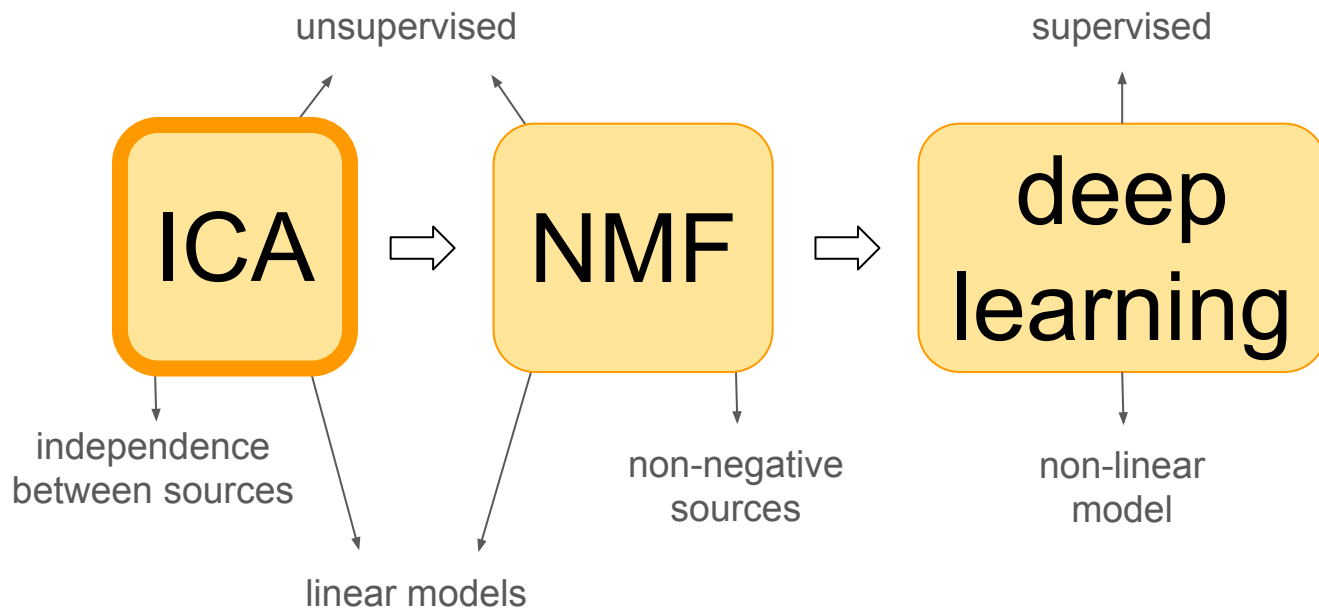 unsupervised
supervised
ICA
NMF
deep
learning
independence
between sources
non-negative
sources
non-linear
model
linear models